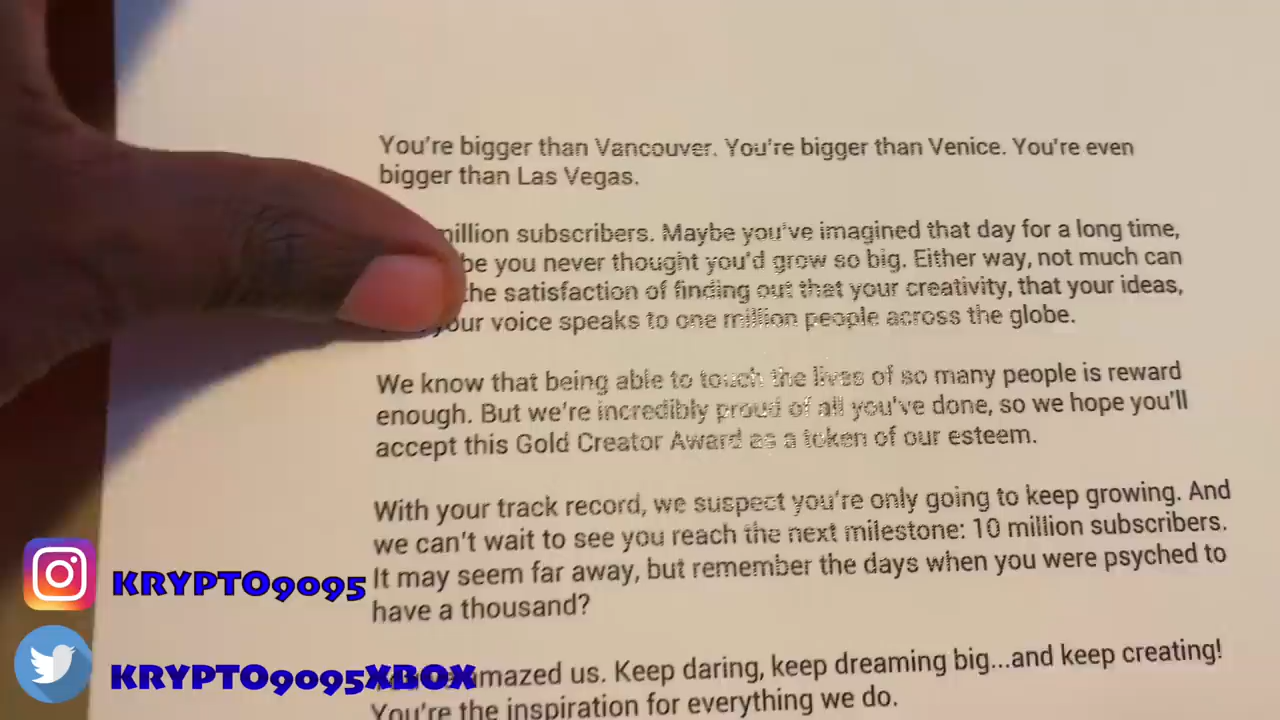 You're bigger than Vancouver. You're bigger than Venice. You're even
bigger than Las Vegas.
million subscribers. Maybe you've imagined that day for a long time,
be you never thought you'd grow so big. Either way, not much can
the satisfaction of finding out that your creativity, that your ideas,
your voice speaks to one million people across the globe.
We know that being able to touch the lives of so many people is reward
enough. But we're incredibly proud of all you've done, so we hope you'll
accept this Gold Creator Award as a token of our esteem.
With your track record, we suspect you're only going to keep growing. And
we can't wait to see you reach the next milestone: 10 million subscribers.
It may seem far away, but remember the days when you were psyched to
have a thousand?
amazed us. Keep daring, keep dreaming big...and keep creating!
You're the inspiration for everything we do.
KRYPTO9095
KRYPTO9095XBOX